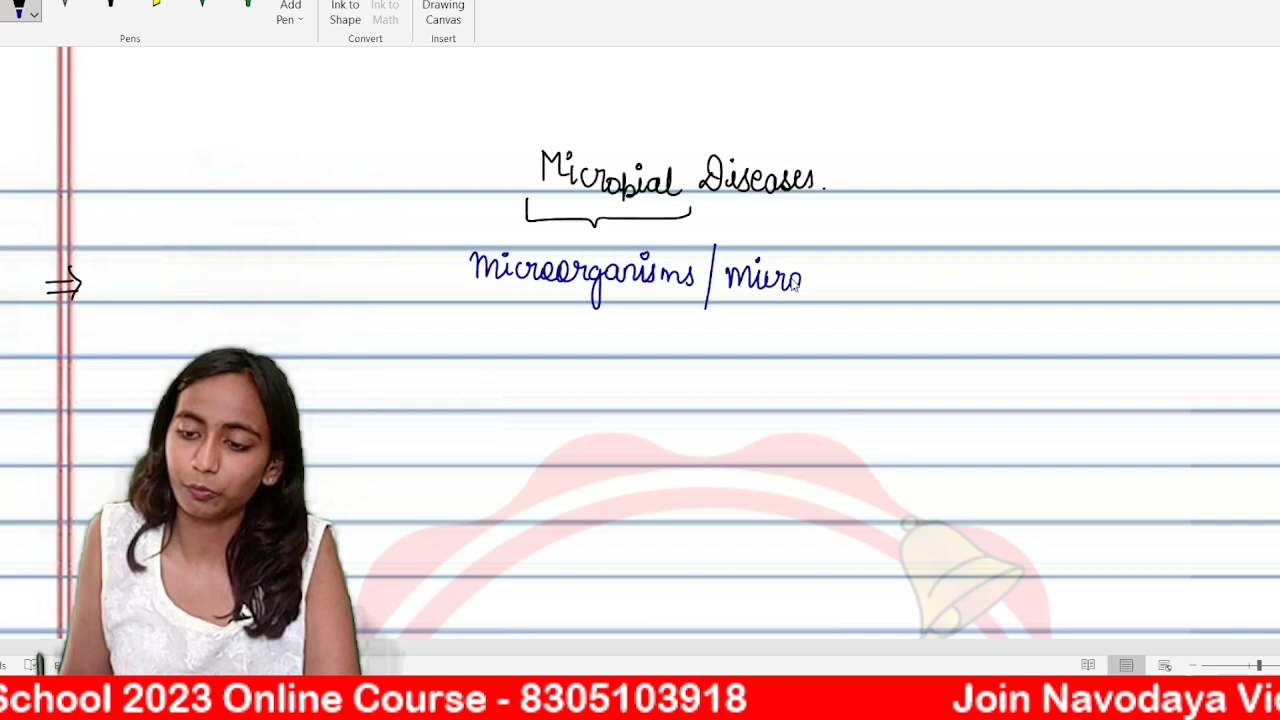 Add
Pen
Ink to
Shape
Ink to
Math
Drawing
Canvas
Pens
Convert
Insert
Microbial Diseases.
Microorganisms / micro
School 2023 Online Course - 8305103918
Join Navodaya Vi